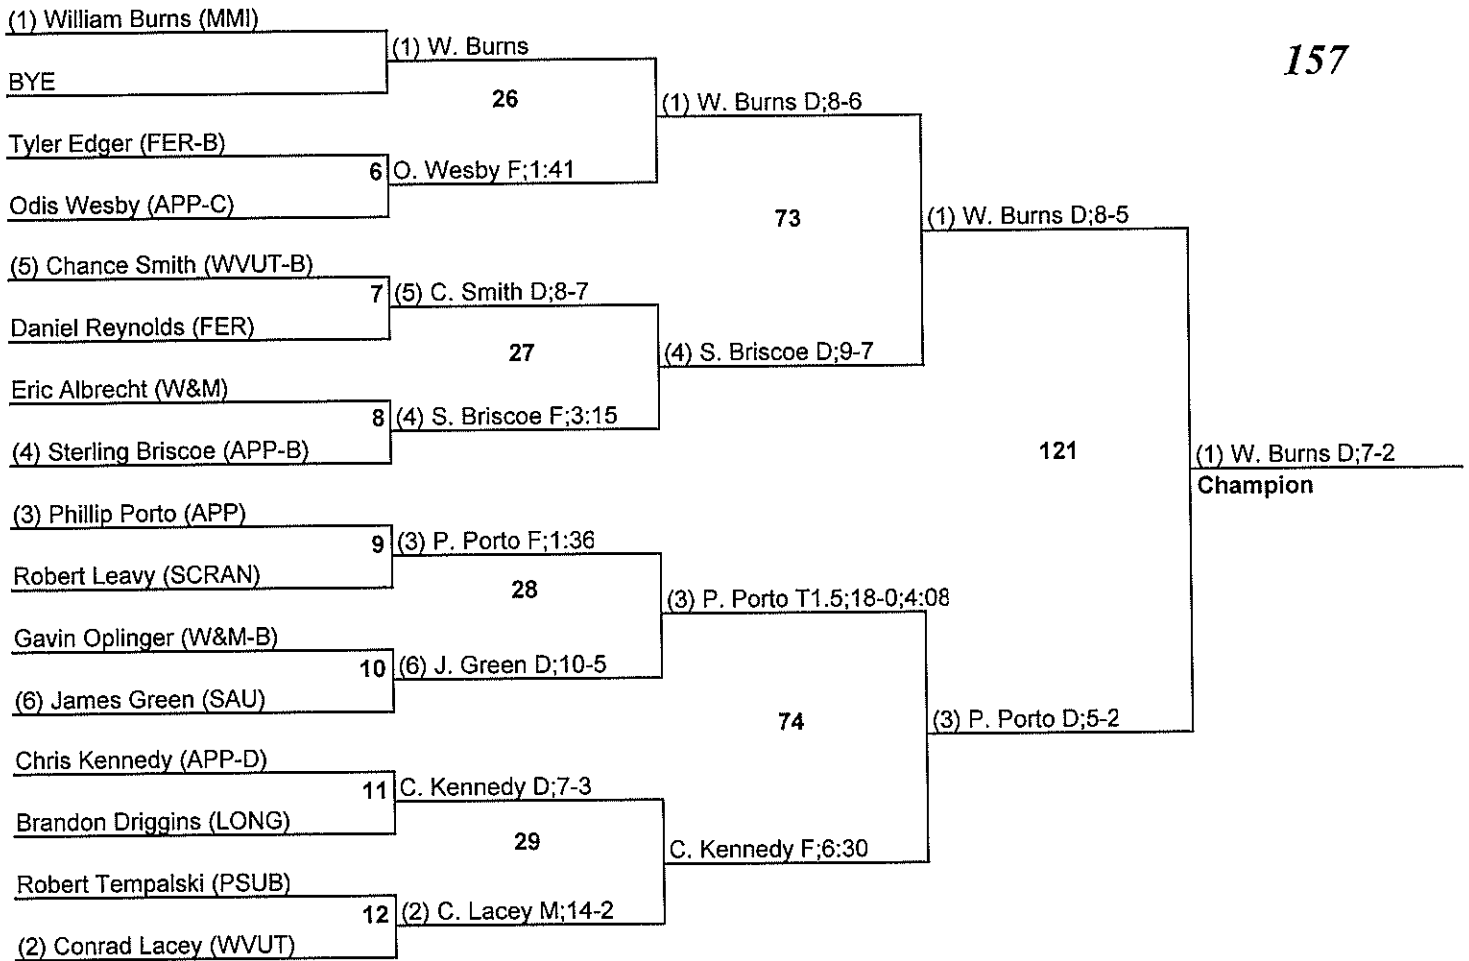 (1) William Burns (MMI)
(1) W. Burns
157
BYE
26
(1) W. Burns D;8-6
Tyler Edger (FER-B)
6 O. Wesby F;1:41
Odis Wesby (APP-C)
73
(1) W. Burns D;8-5
(5) Chance Smith (WVUT-B)
7 (5) C. Smith D;8-7
Daniel Reynolds (FER)
27
(4) S. Briscoe D;9-7
Eric Albrecht (W&M)
8 (4) S. Briscoe F;3:15
(4) Sterling Briscoe (APP-B)
121
(1) W. Burns D;7-2
Champion
(3) Phillip Porto (APP)
9 (3) P. Porto F;1:36
Robert Leavy (SCRAN)
28
(3) P. Porto T1.5;18-0;4:08
Gavin Oplinger (W&M-B)
10 (6) J. Green D;10-5
(6) James Green (SAU)
74
(3) P. Porto D;5-2
Chris Kennedy (APP-D)
11 C. Kennedy D;7-3
Brandon Driggins (LONG)
29
C. Kennedy F;6:30
Robert Tempalski (PSUB)
12 (2) C. Lacey M;14-2
(2) Conrad Lacey (WVUT)